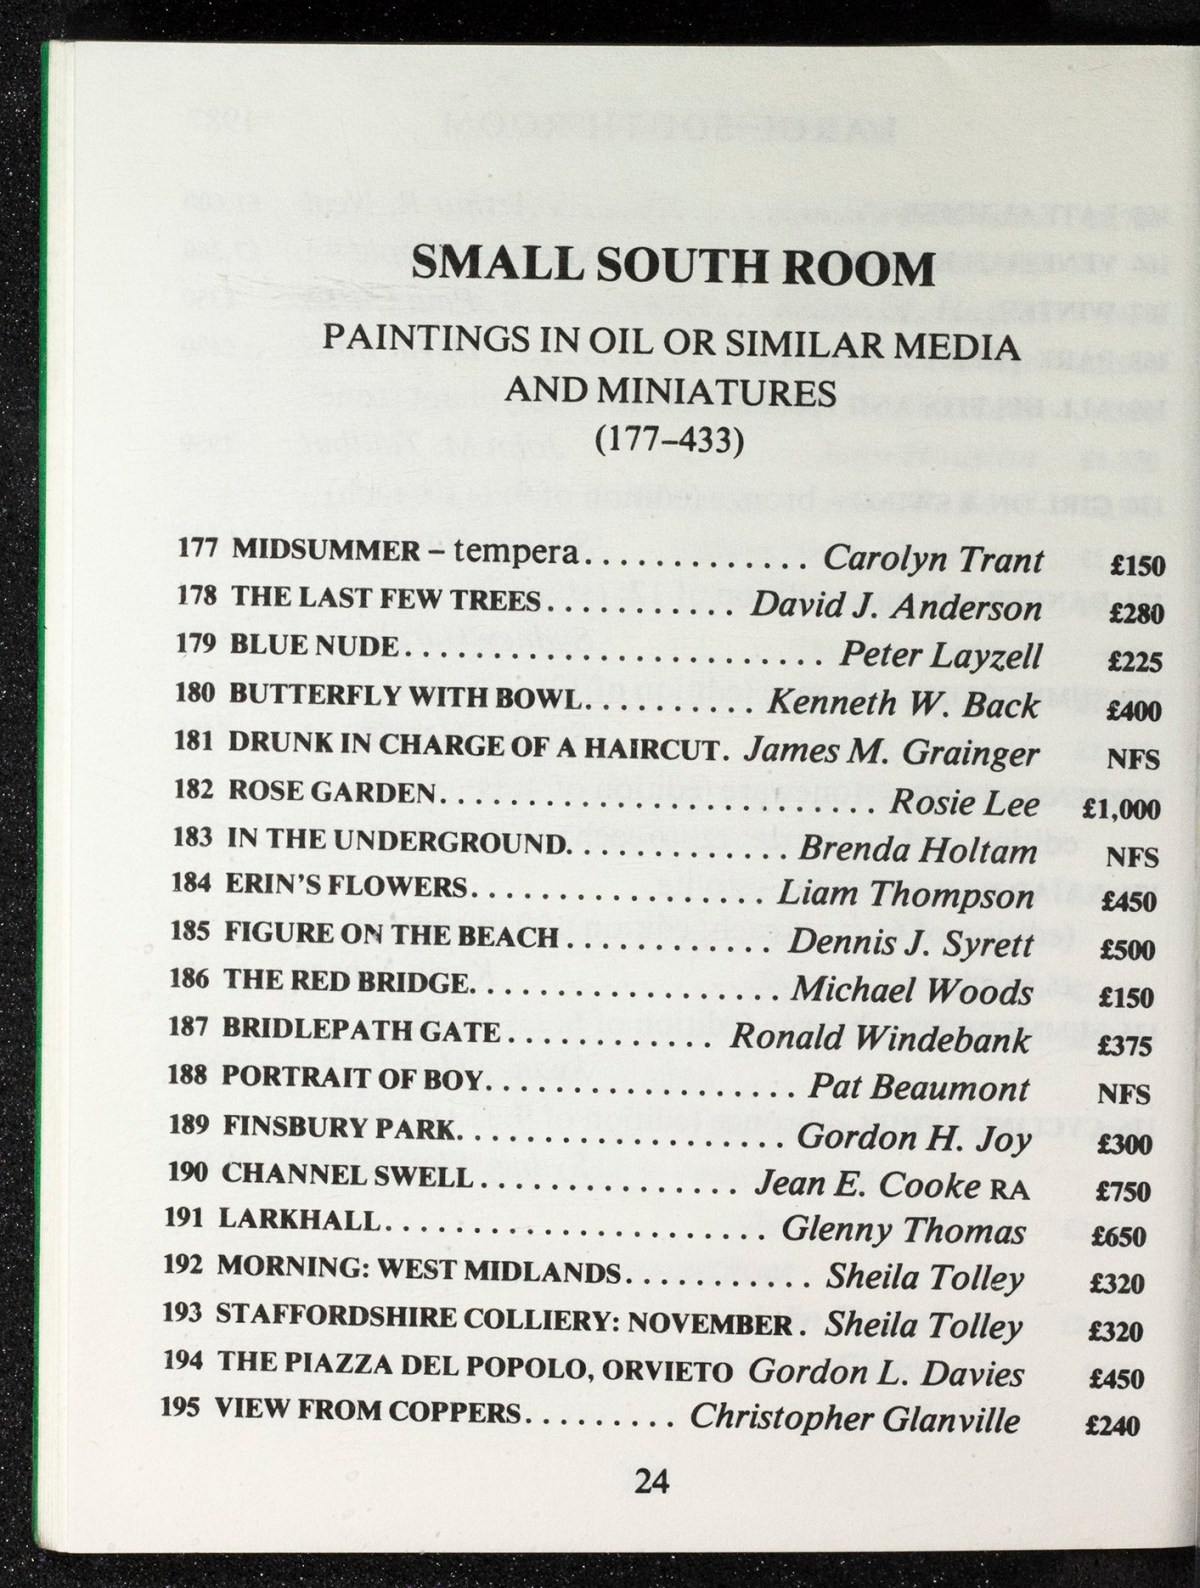 SMALL SOUTH ROOM
PAINTINGS IN OIL OR SIMILAR MEDIA
AND MINIATURES
(177–433)
177 MIDSUMMER – tempera............. Carolyn Trant £150
178 THE LAST FEW TREES........... David J. Anderson £280
179 BLUE NUDE......................... Peter Layzell £225
180 BUTTERFLY WITH BOWL.......... Kenneth W. Back £400
181 DRUNK IN CHARGE OF A HAIRCUT. James M. Grainger NFS
182 ROSE GARDEN.......................... Rosie Lee £1,000
183 IN THE UNDERGROUND............. Brenda Holtam NFS
184 ERIN'S FLOWERS................. Liam Thompson £450
185 FIGURE ON THE BEACH............ Dennis J. Syrett £500
186 THE RED BRIDGE................... Michael Woods £150
187 BRIDLEPATH GATE............ Ronald Windebank £375
188 PORTRAIT OF BOY................... Pat Beaumont NFS
189 FINSBURY PARK.................... Gordon H. Joy £300
190 CHANNEL SWELL................ Jean E. Cooke RA £750
191 LARKHALL....................... Glenny Thomas £650
192 MORNING: WEST MIDLANDS........... Sheila Tolley £320
193 STAFFORDSHIRE COLLIERY: NOVEMBER. Sheila Tolley £320
194 THE PIAZZA DEL POPOLO, ORVIETO Gordon L. Davies £450
195 VIEW FROM COPPERS......... Christopher Glanville £240
24